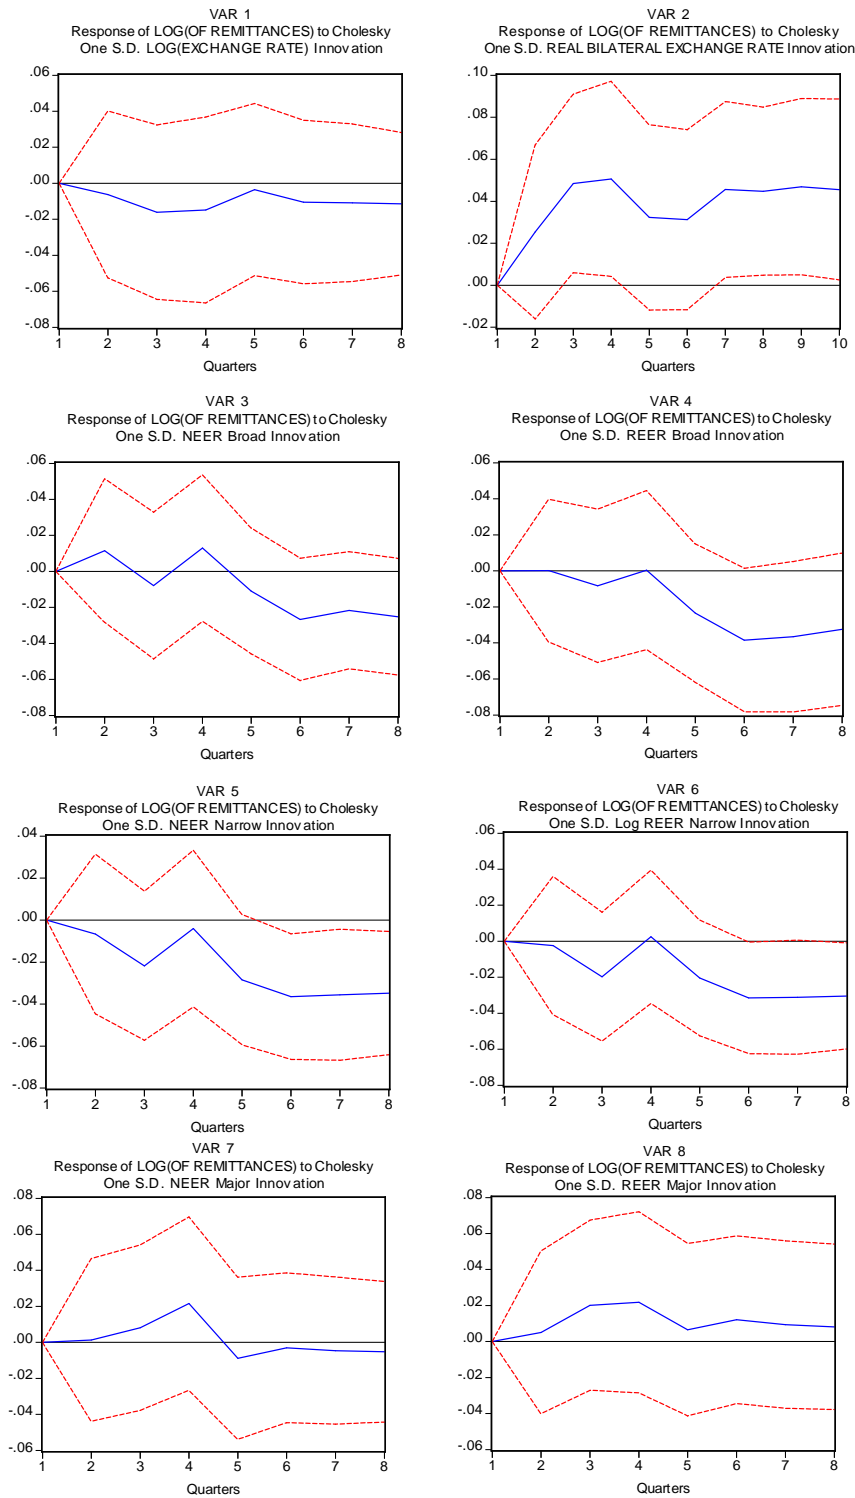 VAR 1
Response of LOG(OF REMITTANCES) to Cholesky
One S.D. LOG(EXCHANGE RATE) Innovation
.06
.04
.02
.00
-.02
-.04
-.06
-.08
1 2 3 4 5 6 7 8
Quarters
VAR 2
Response of LOG(OF REMITTANCES) to Cholesky
One S.D. REAL BILATERAL EXCHANGE RATE Innovation
.10
.08
.06
.04
.02
.00
-.02
1 2 3 4 5 6 7 8 9 10
Quarters
VAR 3
Response of LOG(OF REMITTANCES) to Cholesky
One S.D. NEER Broad Innovation
.06
.04
.02
.00
-.02
-.04
-.06
-.08
1 2 3 4 5 6 7 8
Quarters
VAR 4
Response of LOG(OF REMITTANCES) to Cholesky
One S.D. REER Broad Innovation
.06
.04
.02
.00
-.02
-.04
-.06
-.08
1 2 3 4 5 6 7 8
Quarters
VAR 5
Response of LOG(OF REMITTANCES) to Cholesky
One S.D. NEER Narrow Innovation
.04
.02
.00
-.02
-.04
-.06
-.08
1 2 3 4 5 6 7 8
Quarters
VAR 6
Response of LOG(OF REMITTANCES) to Cholesky
One S.D. Log REER Narrow Innovation
.06
.04
.02
.00
-.02
-.04
-.06
-.08
1 2 3 4 5 6 7 8
Quarters
VAR 7
Response of LOG(OF REMITTANCES) to Cholesky
One S.D. NEER Major Innovation
.08
.06
.04
.02
.00
-.02
-.04
-.06
1 2 3 4 5 6 7 8
Quarters
VAR 8
Response of LOG(OF REMITTANCES) to Cholesky
One S.D. REER Major Innovation
.08
.06
.04
.02
.00
-.02
-.04
-.06
1 2 3 4 5 6 7 8
Quarters